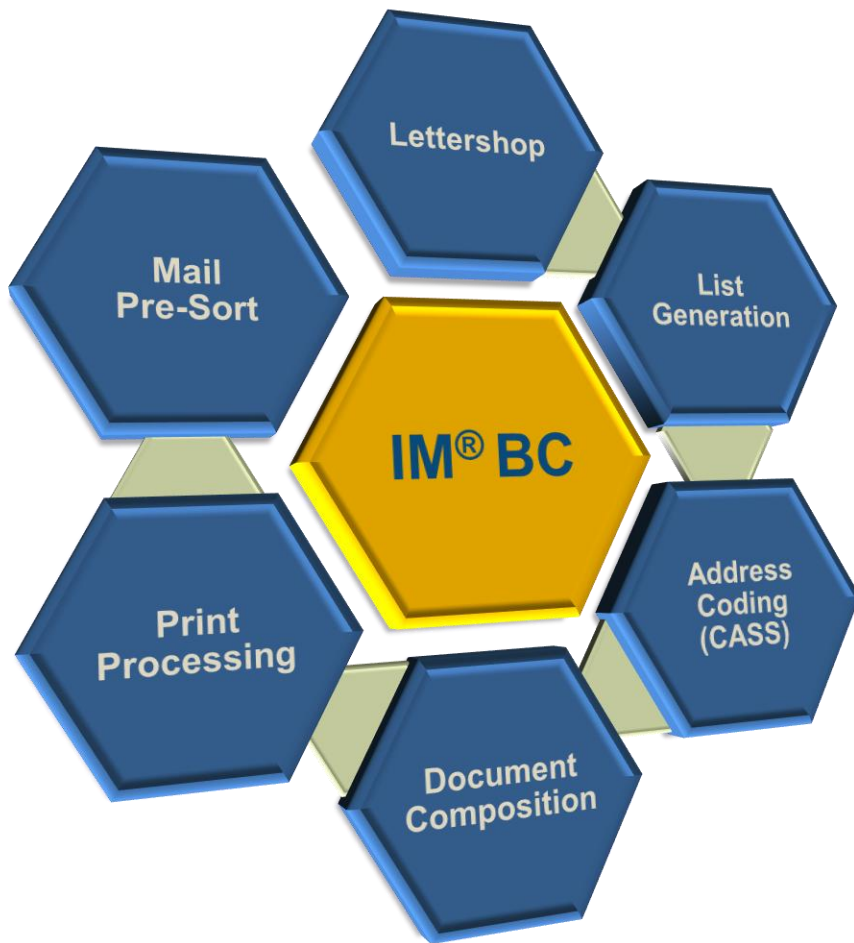 Lettershop
Mail
Pre-Sort
List
Generation
IM® BC
Address
Coding
(CASS)
Print
Processing
Document
Composition